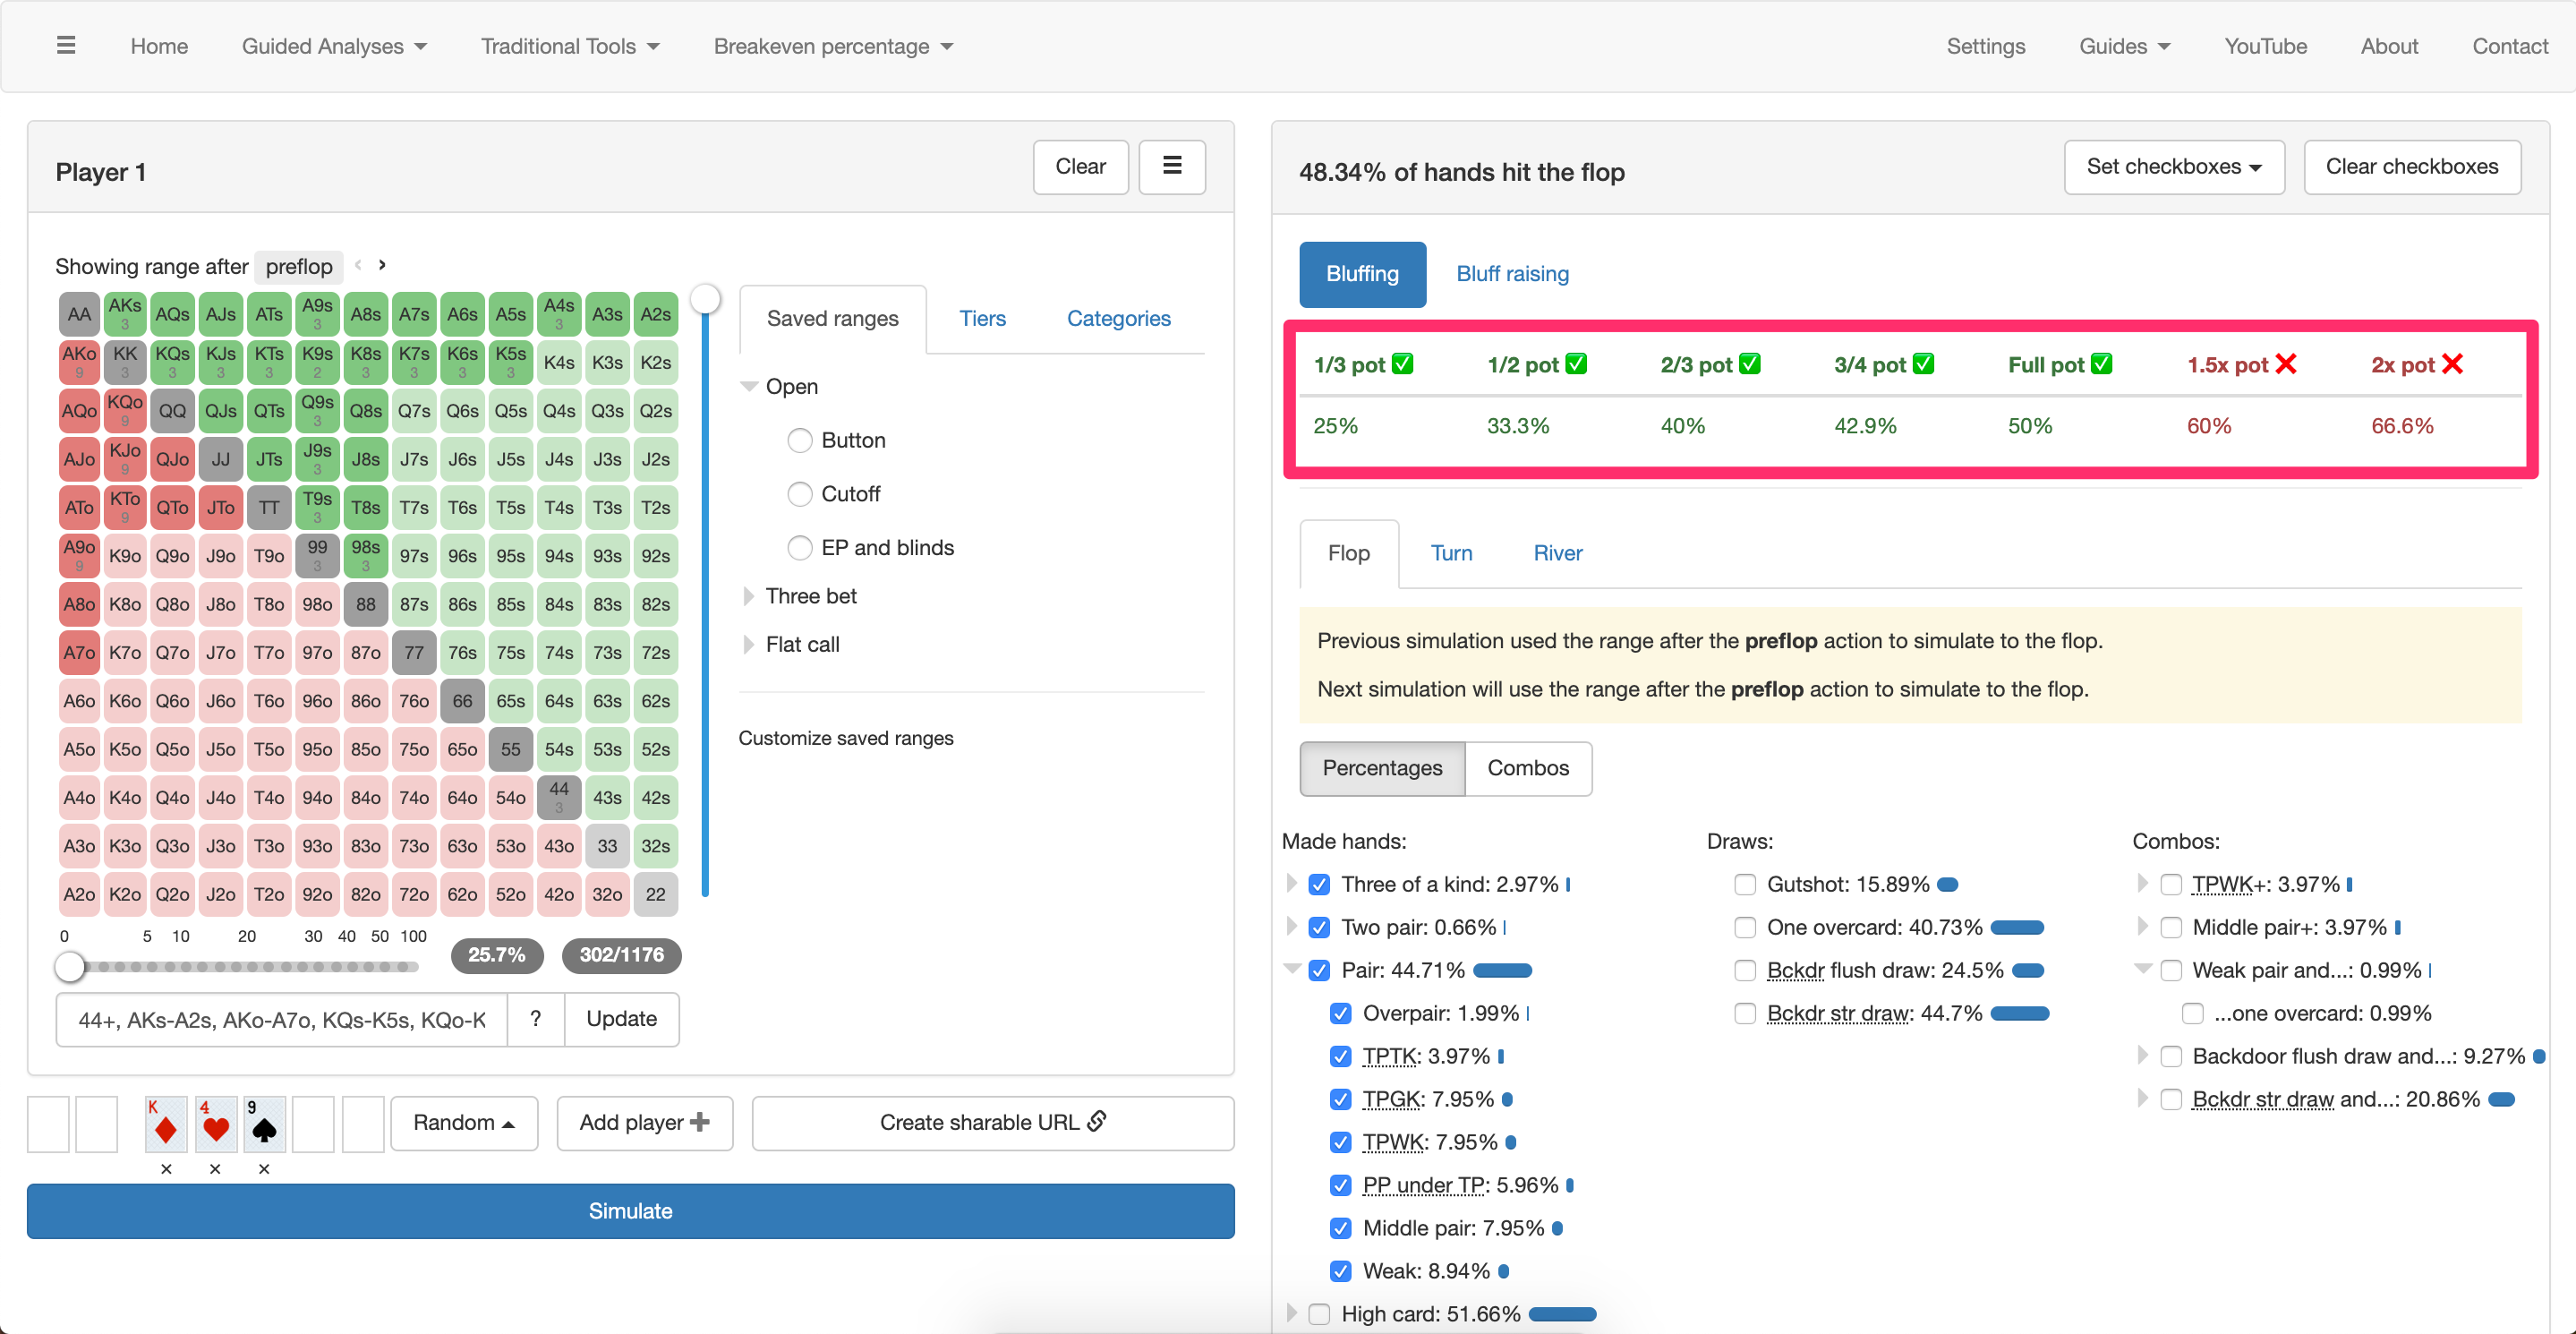 ☰ Home Guided Analyses Traditional Tools Breakeven percentage Settings Guides YouTube About Contact
Player 1 Clear ☰
Showing range after preflop ‹ ›
AA AKs 3 AQs AJs ATs A9s 3 A8s A7s A6s A5s A4s 3 A3s A2s
AKo 9 KK 3 KQs 3 KJs 3 KTs 3 K9s 2 K8s 3 K7s 3 K6s 3 K5s 3 K4s K3s K2s
AQo KQo 9 QQ QJs QTs Q9s 3 Q8s Q7s Q6s Q5s Q4s Q3s Q2s
AJo KJo 9 QJo JJ JTs J9s 3 J8s J7s J6s J5s J4s J3s J2s
ATo KTo 9 QTo JTo TT T9s 3 T8s T7s T6s T5s T4s T3s T2s
A9o 9 K9o Q9o J9o T9o 99 3 98s 3 97s 96s 95s 94s 93s 92s
A8o K8o Q8o J8o T8o 98o 88 87s 86s 85s 84s 83s 82s
A7o K7o Q7o J7o T7o 97o 87o 77 76s 75s 74s 73s 72s
A6o K6o Q6o J6o T6o 96o 86o 76o 66 65s 64s 63s 62s
A5o K5o Q5o J5o T5o 95o 85o 75o 65o 55 54s 53s 52s
A4o K4o Q4o J4o T4o 94o 84o 74o 64o 54o 44 3 43s 42s
A3o K3o Q3o J3o T3o 93o 83o 73o 63o 53o 43o 33 32s
A2o K2o Q2o J2o T2o 92o 82o 72o 62o 52o 42o 32o 22
0 5 10 20 30 40 50 100
25.7% 302/1176
44+, AKs-A2s, AKo-A7o, KQs-K5s, KQo-K ? Update
Saved ranges Tiers Categories
Open
Button
Cutoff
EP and blinds
Three bet
Flat call
Customize saved ranges
K 4 9 Random Add player Create sharable URL
× × ×
Simulate
48.34% of hands hit the flop Set checkboxes Clear checkboxes
Bluffing Bluff raising
1/3 pot ✅ 1/2 pot ✅ 2/3 pot ✅ 3/4 pot ✅ Full pot ✅ 1.5x pot ❌ 2x pot ❌
25% 33.3% 40% 42.9% 50% 60% 66.6%
Flop Turn River
Previous simulation used the range after the preflop action to simulate to the flop.
Next simulation will use the range after the preflop action to simulate to the flop.
Percentages Combos
Made hands:
Three of a kind: 2.97%
Two pair: 0.66%
Pair: 44.71%
Overpair: 1.99%
TPTK: 3.97%
TPGK: 7.95%
TPWK: 7.95%
PP under TP: 5.96%
Middle pair: 7.95%
Weak: 8.94%
High card: 51.66%
Draws:
Gutshot: 15.89%
One overcard: 40.73%
Bckdr flush draw: 24.5%
Bckdr str draw: 44.7%
Combos:
TPWK+: 3.97%
Middle pair+: 3.97%
Weak pair and...: 0.99%
...one overcard: 0.99%
Backdoor flush draw and...: 9.27%
Bckdr str draw and...: 20.86%